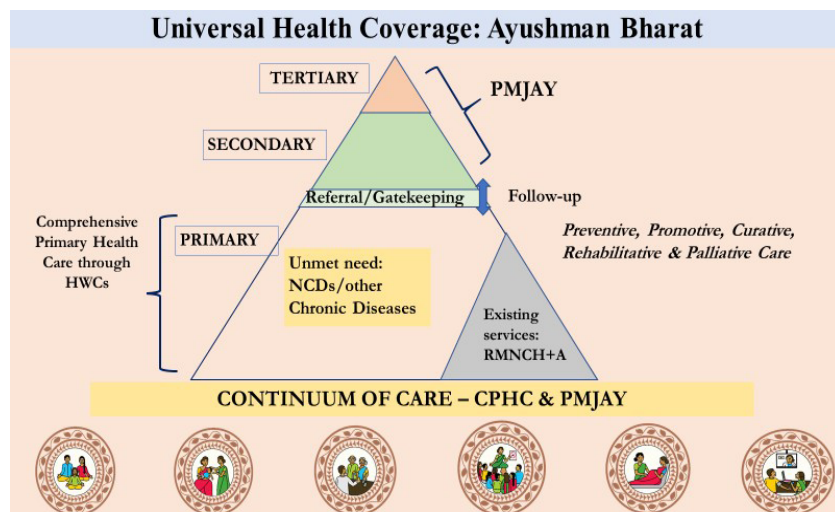 Universal Health Coverage: Ayushman Bharat
TERTIARY
PMJAY
SECONDARY
Referral/Gatekeeping
Follow-up
Comprehensive
Primary Health
Care through
HWCs
PRIMARY
Preventive, Promotive, Curative,
Rehabilitative & Palliative Care
Unmet need:
NCDs/other
Chronic Diseases
Existing
services:
RMNCH+A
CONTINUUM OF CARE – CPHC & PMJAY